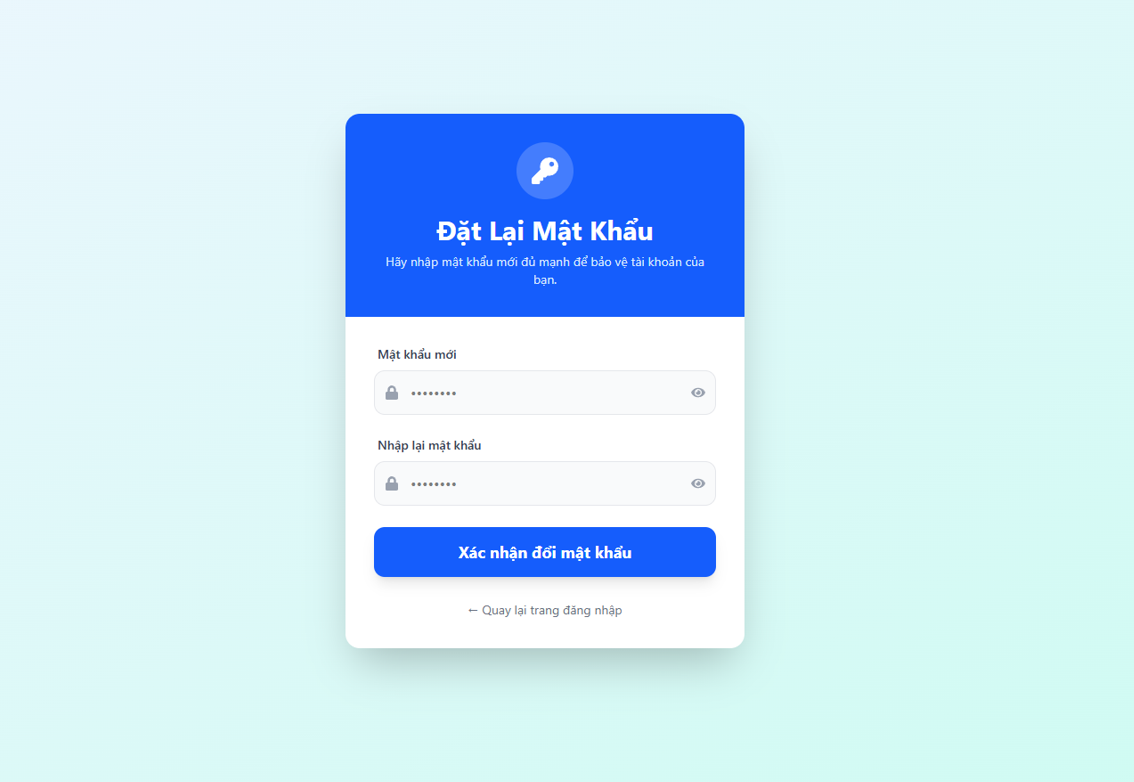 Đặt Lại Mật Khẩu
Hãy nhập mật khẩu mới đủ mạnh để bảo vệ tài khoản của
bạn.
Mật khẩu mới
••••••••
Nhập lại mật khẩu
••••••••
Xác nhận đổi mật khẩu
← Quay lại trang đăng nhập